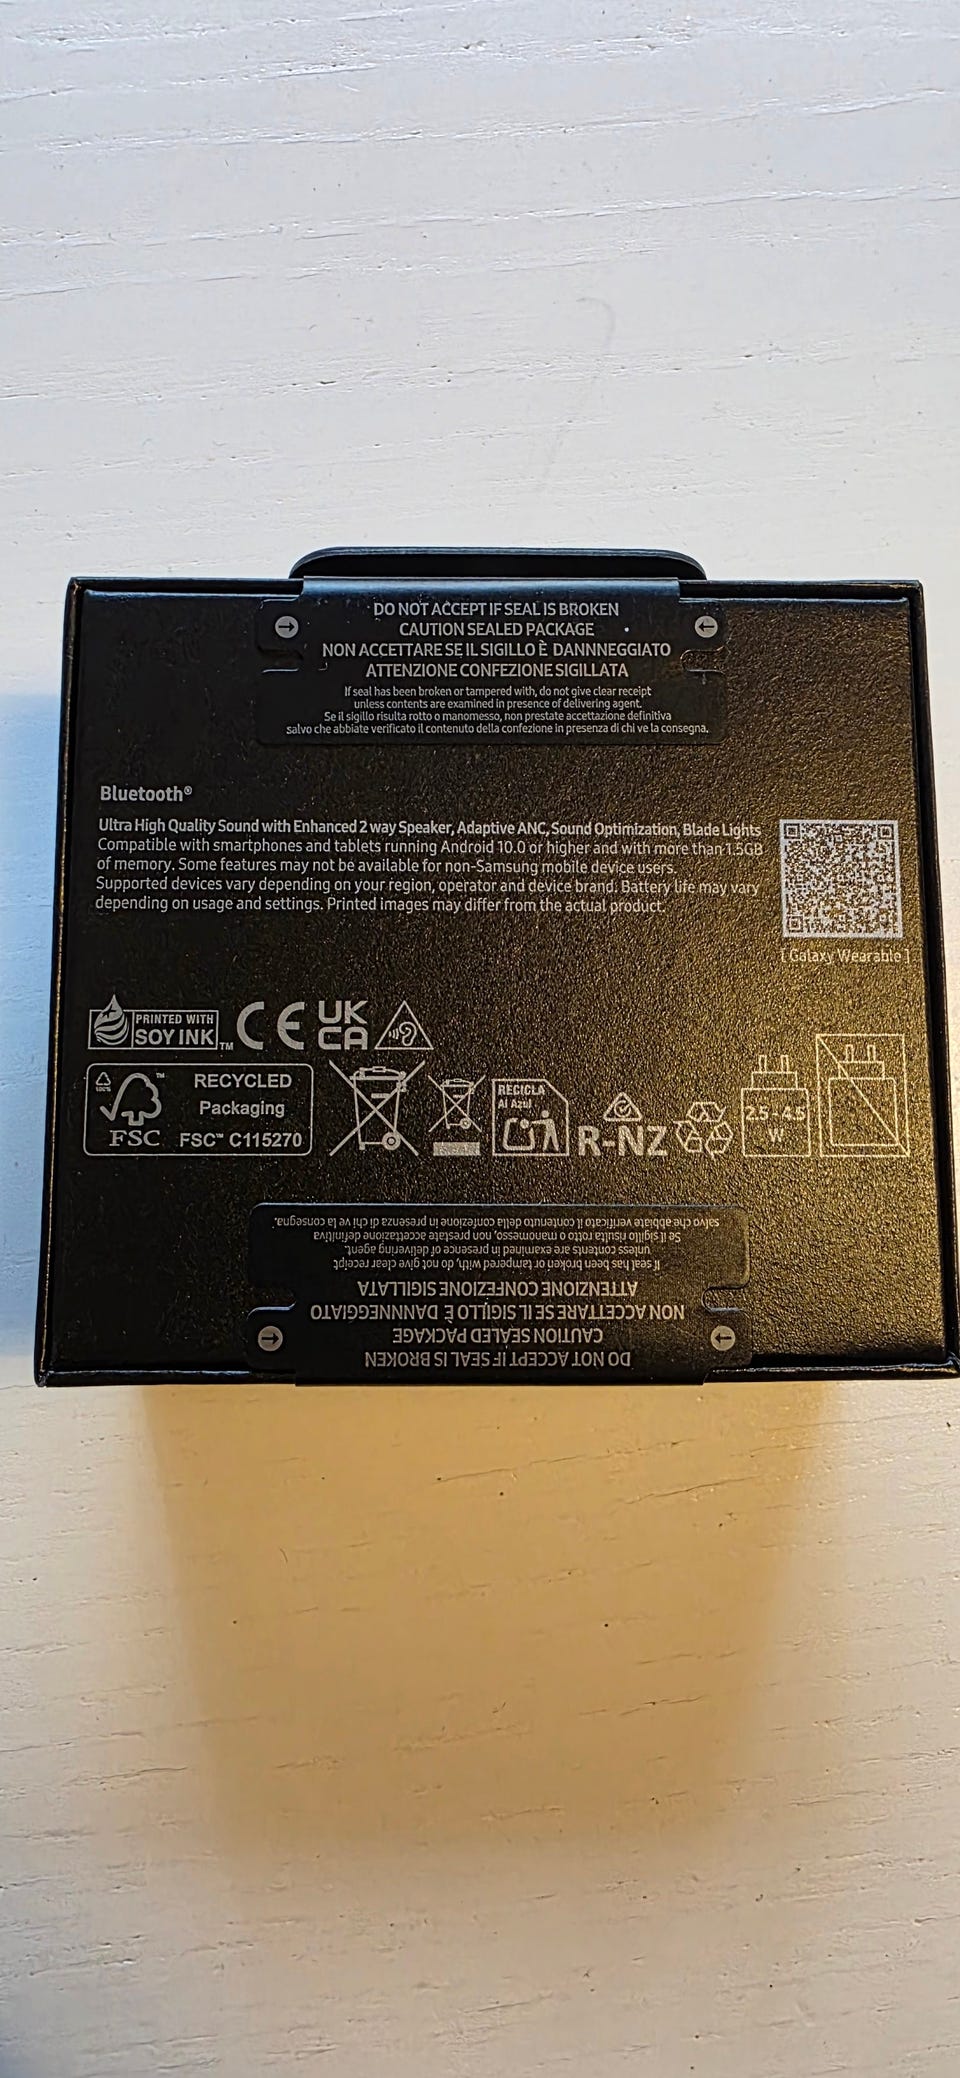 DO NOT ACCEPT IF SEAL IS BROKEN
CAUTION SEALED PACKAGE
NON ACCETTARE SE IL SIGILLO È DANNNEGGIATO
ATTENZIONE CONFEZIONE SIGILLATA
If seal has been broken or tampered with, do not give clear receipt
unless contents are examined in presence of delivering agent.
Se il sigillo risulta rotto o manomesso, non prestate accettazione definitiva
salvo che abbiate verificato il contenuto della confezione in presenza di chi ve la consegna.
Bluetooth®
Ultra High Quality Sound with Enhanced 2 way Speaker, Adaptive ANC, Sound Optimization, Blade Lights
Compatible with smartphones and tablets running Android 10.0 or higher and with more than 1.5GB
of memory. Some features may not be available for non-Samsung mobile device users.
Supported devices vary depending on your region, operator and device brand. Battery life may vary
depending on usage and settings. Printed images may differ from the actual product.
[ Galaxy Wearable ]
PRINTED WITH
SOY INK™
CE
UK
CA
100%
FSC
™
RECYCLED
Packaging
FSC™ C115270
RECICLA
Al Azul
R-NZ
2.5 - 4.5
W
DO NOT ACCEPT IF SEAL IS BROKEN
CAUTION SEALED PACKAGE
NON ACCETTARE SE IL SIGILLO È DANNNEGGIATO
ATTENZIONE CONFEZIONE SIGILLATA
If seal has been broken or tampered with, do not give clear receipt
unless contents are examined in presence of delivering agent.
Se il sigillo risulta rotto o manomesso, non prestate accettazione definitiva
salvo che abbiate verificato il contenuto della confezione in presenza di chi ve la consegna.